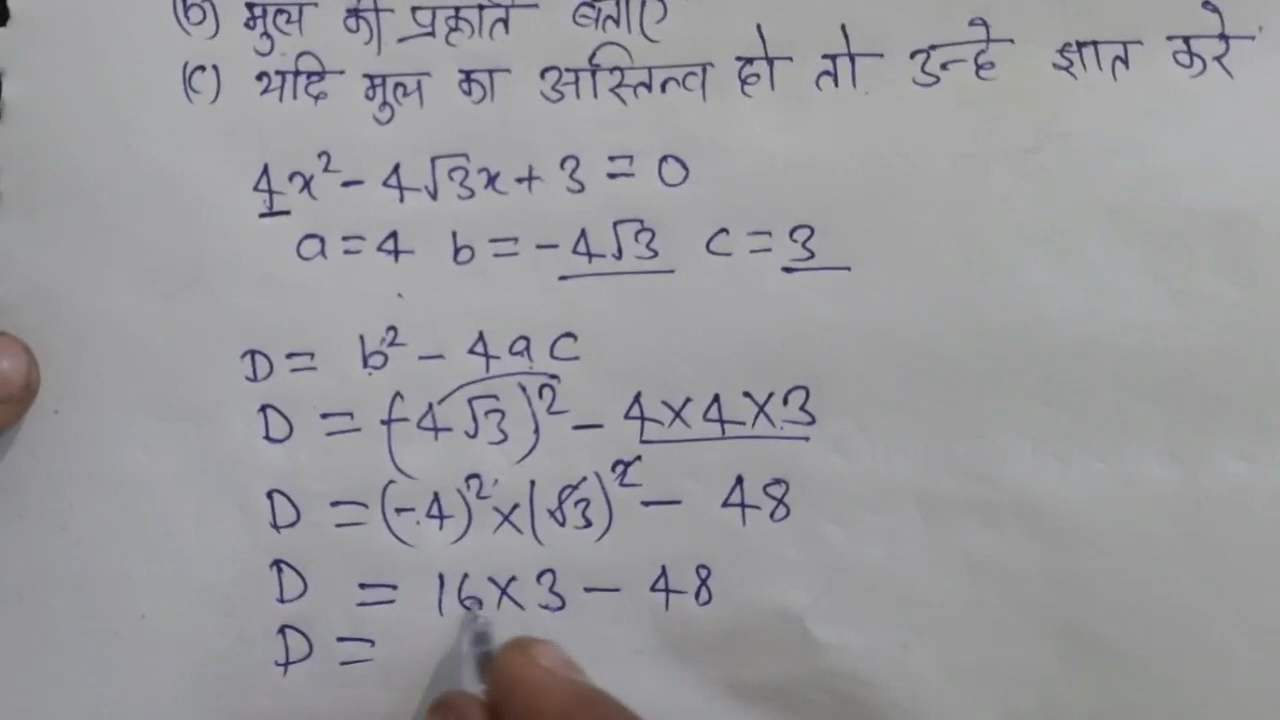 (b) मुल की प्रकृति बताए
(c) यदि मुल का अस्तित्व हो तो उन्हे ज्ञात करे
4x² - 4√3x + 3 = 0
a = 4 b = -4√3 c = 3
D = b² - 4ac
D = (-4√3)² - 4×4×3
D = (-4)²×(√3)² - 48
D = 16×3 - 48
D =